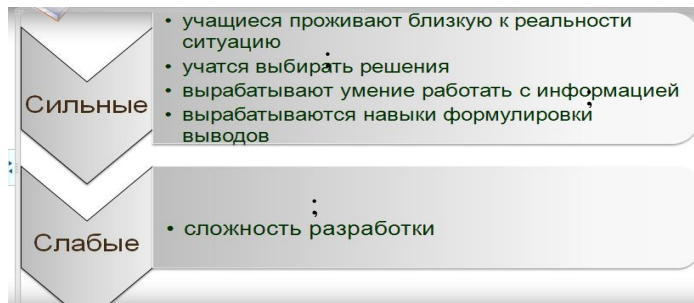 Сильные
• учащиеся проживают близкую к реальности
ситуацию
;
• учатся выбирать решения
• вырабатывают умение работать с информацией
;
• вырабатываются навыки формулировки
выводов
Слабые
;
• сложность разработки